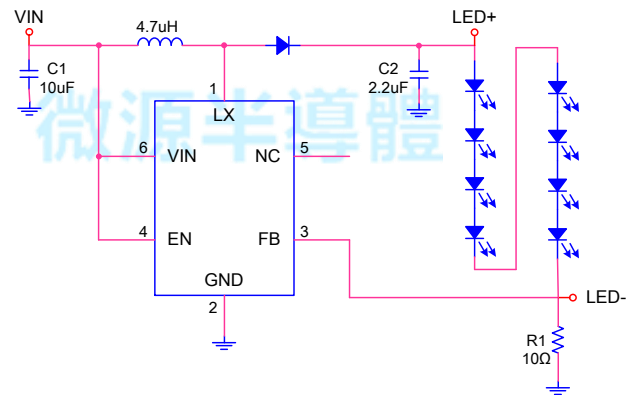 VIN
4.7uH
LED+
C1
10uF
C2
2.2uF
1
LX
微源半導體
6
VIN
NC
5
4
EN
FB
3
GND
2
LED-
R1
10Ω